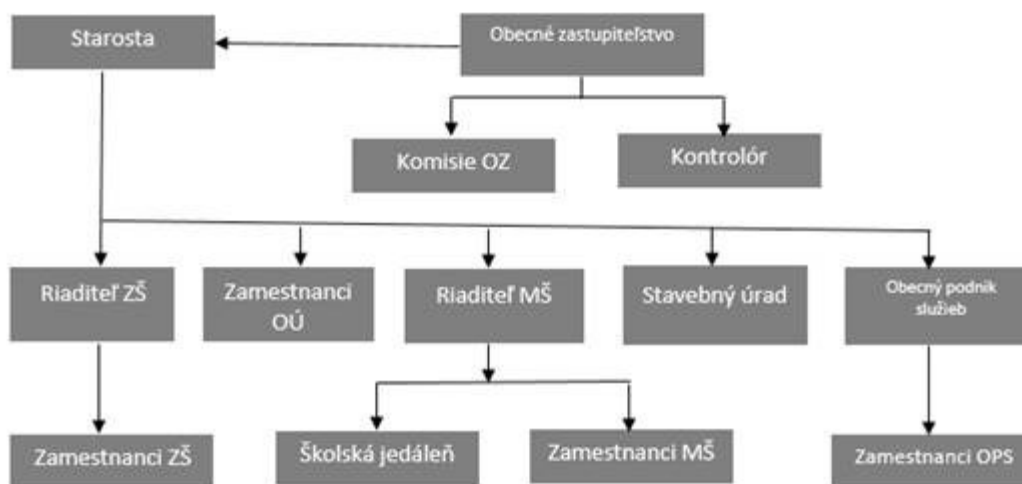 Starosta
Obecné zastupiteľstvo
Komisie OZ
Kontrolór
Riaditeľ ZŠ
Zamestnanci
OÚ
Riaditeľ MŠ
Stavebný úrad
Obecný podnik
služieb
Zamestnanci ZŠ
Školská jedáleň
Zamestnanci MŠ
Zamestnanci OPS